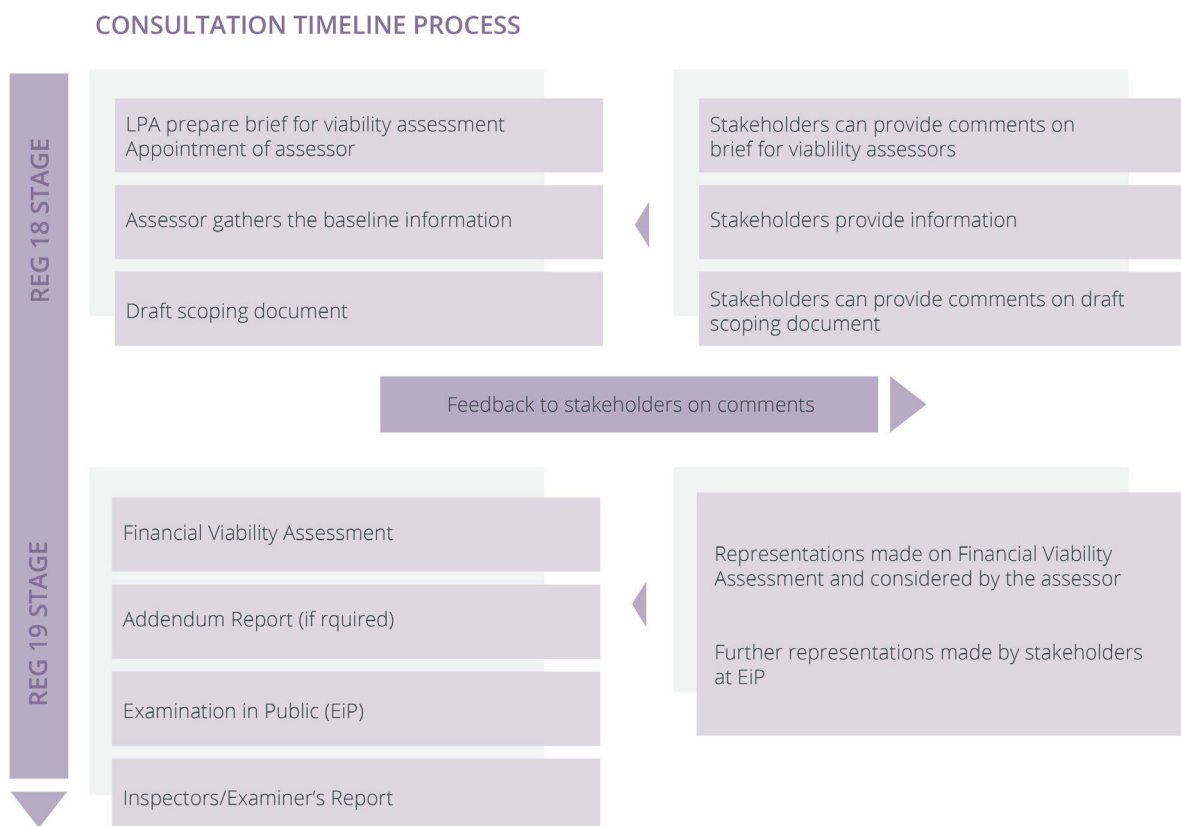 CONSULTATION TIMELINE PROCESS
REG 18 STAGE
LPA prepare brief for viability assessment
Appointment of assessor
Assessor gathers the baseline information
Draft scoping document
Stakeholders can provide comments on
brief for viablility assessors
Stakeholders provide information
Stakeholders can provide comments on draft
scoping document
Feedback to stakeholders on comments
REG 19 STAGE
Financial Viability Assessment
Addendum Report (if rquired)
Examination in Public (EiP)
Inspectors/Examiner’s Report
Representations made on Financial Viability
Assessment and considered by the assessor
Further representations made by stakeholders
at EiP